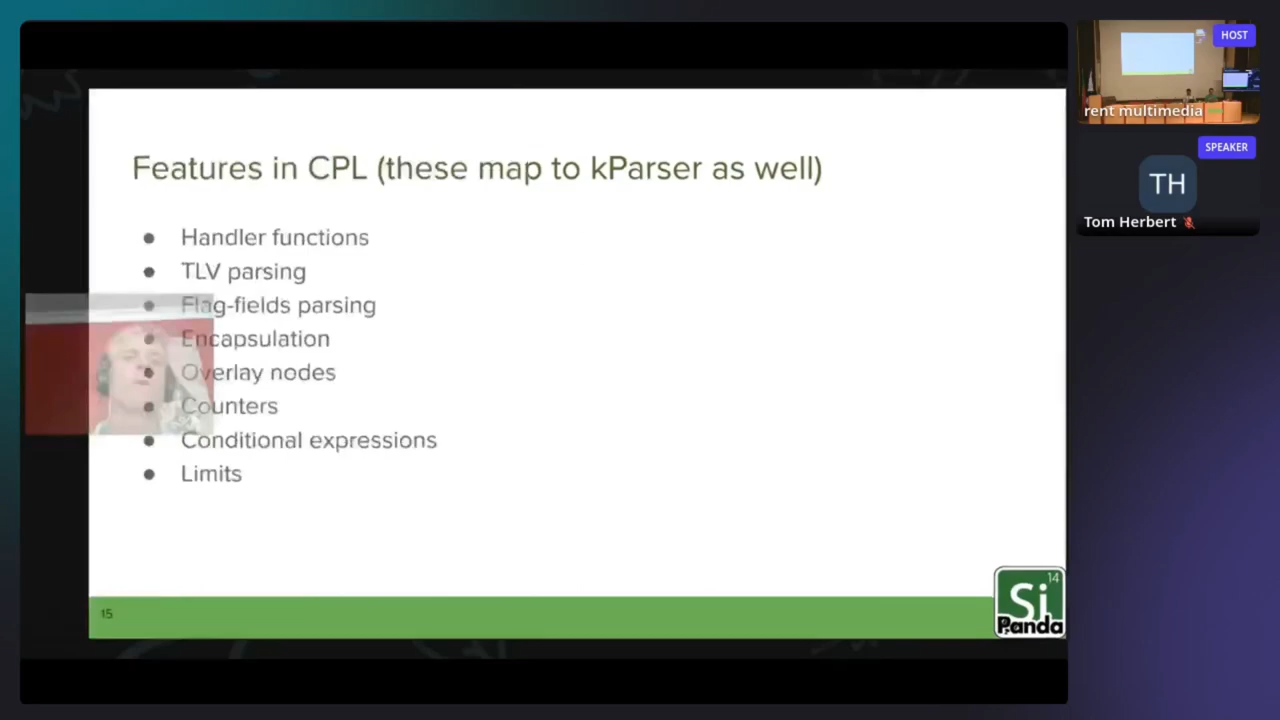 Features in CPL (these map to kParser as well)
● Handler functions
● TLV parsing
● Flag-fields parsing
● Encapsulation
● Overlay nodes
● Counters
● Conditional expressions
● Limits
15
14
Si
Panda
HOST
rent multimedia
SPEAKER
TH
Tom Herbert